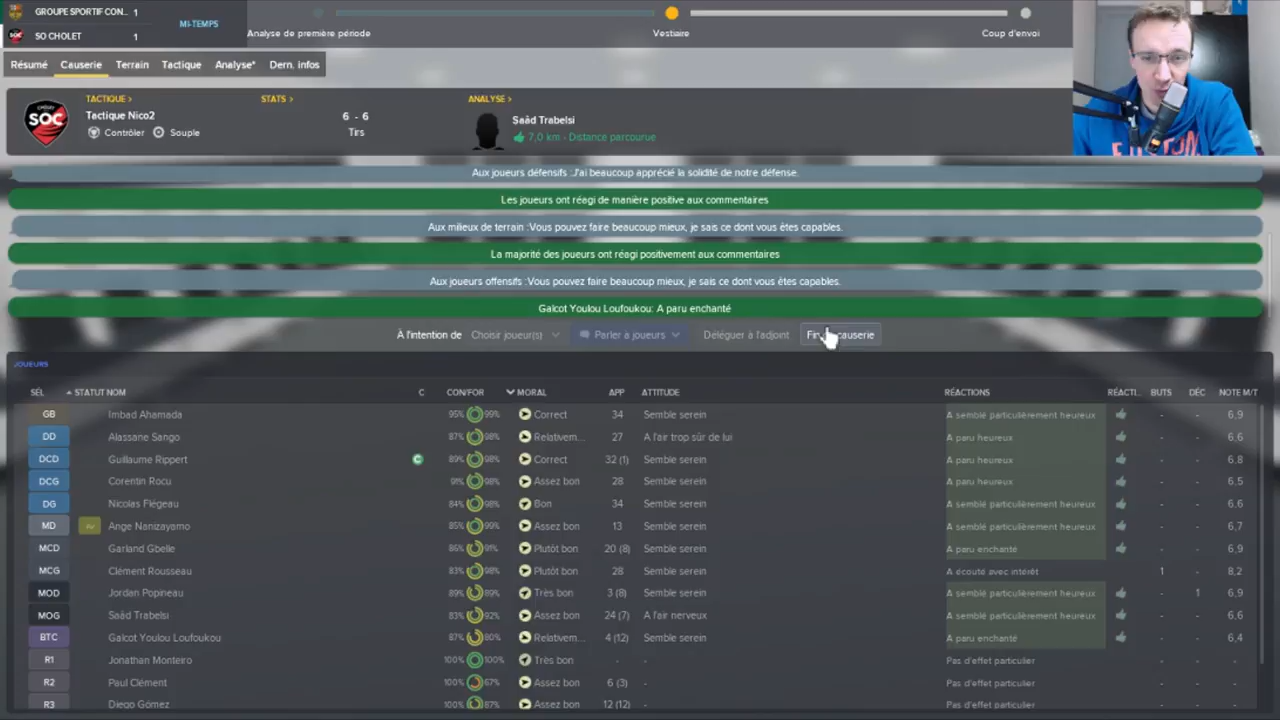 GROUPE SPORTIF CON... 1
SO CHOLET 1
MI-TEMPS
Analyse de première période
Vestiaire
Coup d'envoi
Résumé Causerie Terrain Tactique Analyse* Dern. infos
TACTIQUE > STATS > ANALYSE >
CHOLET SOC
Tactique Nico2
Contrôler Souple
6 - 6
Tirs
Saâd Trabelsi
7,0 km - Distance parcourue
Aux joueurs défensifs :J'ai beaucoup apprécié la solidité de notre défense.
Les joueurs ont réagi de manière positive aux commentaires
Aux milieux de terrain :Vous pouvez faire beaucoup mieux, je sais ce dont vous êtes capables.
La majorité des joueurs ont réagi positivement aux commentaires
Aux joueurs offensifs :Vous pouvez faire beaucoup mieux, je sais ce dont vous êtes capables.
Galcot Youlou Loufoukou: A paru enchanté
À l'intention de Choisir joueur(s) Parler à joueurs Déléguer à l'adjoint Fin causerie
JOUEURS
SÉL STATUT NOM C CON/FOR MORAL APP ATTITUDE RÉACTIONS RÉACTI... BUTS DÉC NOTE M/T
GB Imbad Ahamada 95% 99% Correct 34 Semble serein A semblé particulièrement heureux - - 6,9
DD Alassane Sango 87% 98% Relativem... 27 A l'air trop sûr de lui A paru heureux - - 6,6
DCD Guillaume Rippert C 89% 98% Correct 32 (1) Semble serein A paru heureux - - 6,8
DCG Corentin Rocu 91% 98% Assez bon 28 Semble serein A paru heureux - - 6,5
DG Nicolas Flégeau 84% 98% Bon 34 Semble serein A semblé particulièrement heureux - - 6,6
MD Av Ange Nanizayamo 85% 99% Assez bon 13 Semble serein A semblé particulièrement heureux - - 6,7
MCD Garland Gbelle 86% 91% Plutôt bon 20 (8) Semble serein A paru enchanté - - 6,9
MCG Clément Rousseau 83% 98% Plutôt bon 28 Semble serein A écouté avec intérêt 1 - 8,2
MOD Jordan Popineau 89% 89% Très bon 3 (8) Semble serein A semblé particulièrement heureux - 1 6,9
MOG Saâd Trabelsi 83% 92% Assez bon 24 (7) A l'air nerveux A semblé particulièrement heureux - - 6,6
BTC Galcot Youlou Loufoukou 87% 80% Relativem... 4 (12) Semble serein A paru enchanté - - 6,4
R1 Jonathan Monteiro 100% 100% Très bon - - Pas d'effet particulier - - -
R2 Paul Clément 100% 67% Assez bon 6 (3) - Pas d'effet particulier - - -
R3 Diego Gómez 100% 87% Assez bon 12 (12) - Pas d'effet particulier - - -